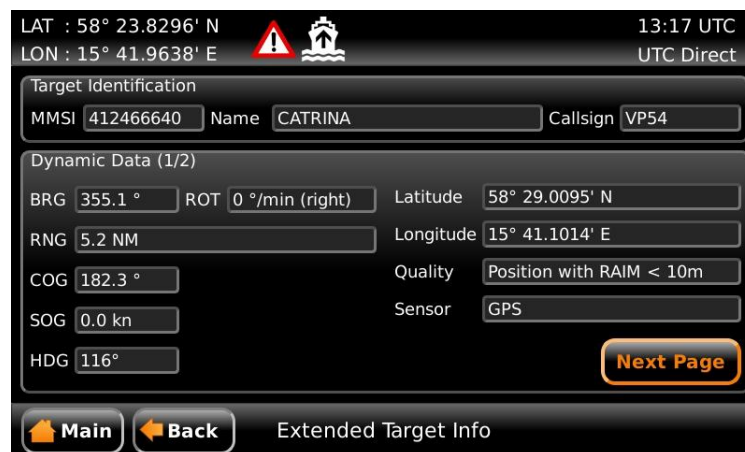 LAT : 58° 23.8296' N
LON : 15° 41.9638' E
13:17 UTC
UTC Direct
Target Identification
MMSI 412466640 Name CATRINA Callsign VP54
Dynamic Data (1/2)
BRG 355.1 ° ROT 0 °/min (right)
RNG 5.2 NM
COG 182.3 °
SOG 0.0 kn
HDG 116°
Latitude 58° 29.0095' N
Longitude 15° 41.1014' E
Quality Position with RAIM < 10m
Sensor GPS
Next Page
Main Back Extended Target Info